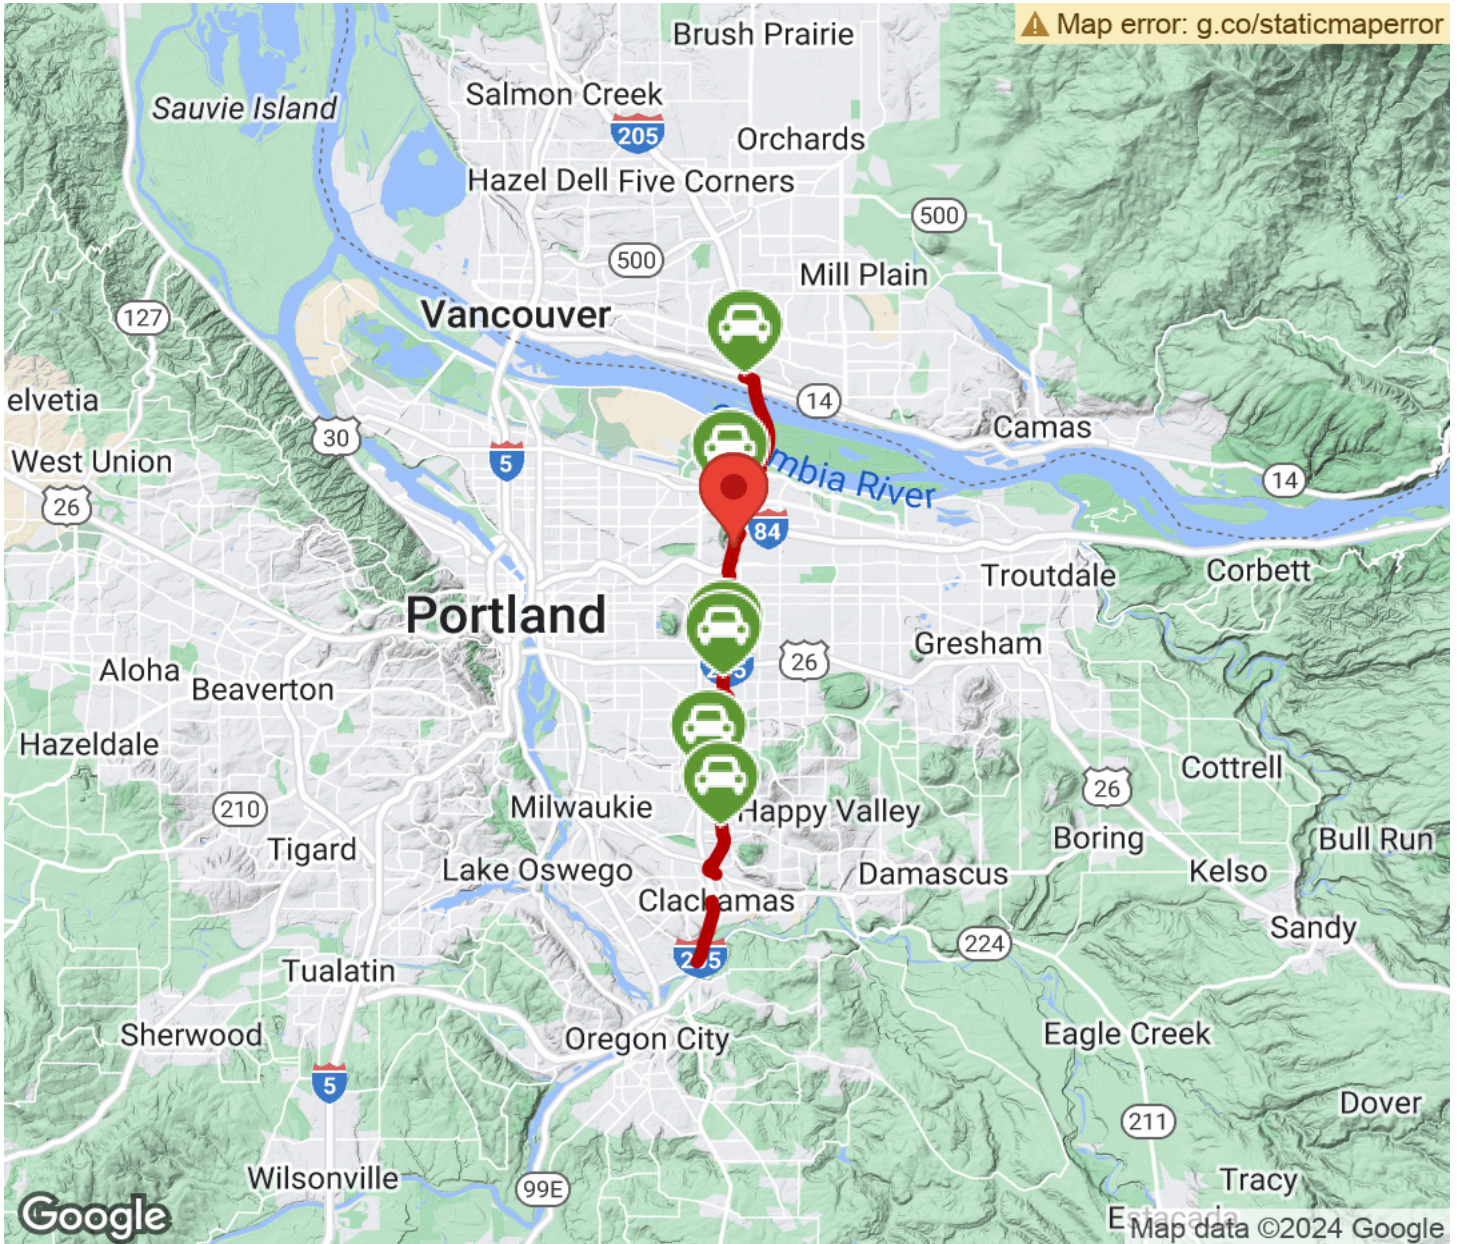 Map error: g.co/staticmaperror
Brush Prairie
Salmon Creek
Sauvie Island
205
Orchards
Hazel Dell
Five Corners
500
500
Mill Plain
127
Vancouver
14
elvetia
Camas
30
5
West Union
26
mbia River
14
84
Troutdale
Corbett
Portland
Gresham
26
Aloha
Beaverton
Hazeldale
Cottrell
26
210
Milwaukie
Happy Valley
Boring
Bull Run
Tigard
Lake Oswego
Damascus
Kelso
Clackamas
Sandy
224
Tualatin
Sherwood
Oregon City
Eagle Creek
5
Dover
211
Wilsonville
99E
Tracy
Google
Map data ©2024 Google